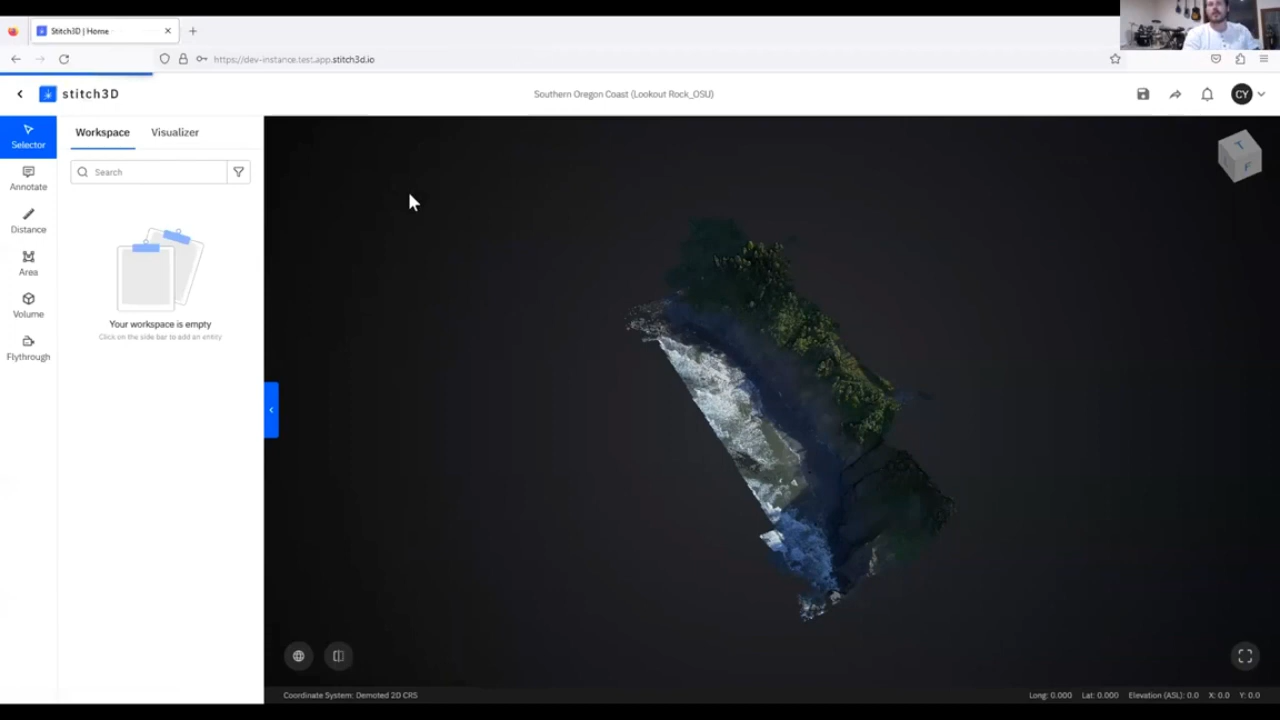 Stitch3D | Home
https://dev-instance.test.app.stitch3d.io
stitch3D
Southern Oregon Coast (Lookout Rock_OSU)
CY
Selector
Annotate
Distance
Area
Volume
Flythrough
Workspace
Visualizer
Search
Your workspace is empty
Click on the side bar to add an entity
T
F
Coordinate System: Demoted 2D CRS
Long: 0.000 Lat: 0.000 Elevation (ASL): 0.0 X: 0.0 Y: 0.0